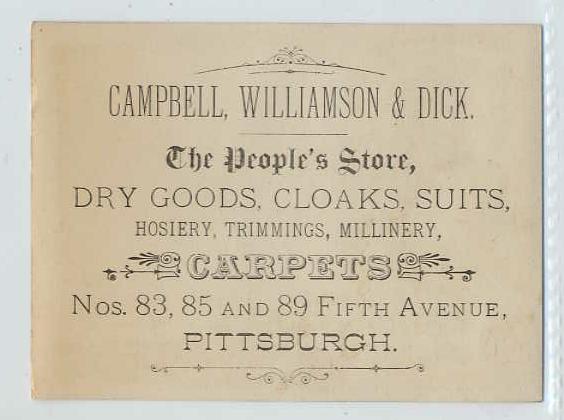 CAMPBELL, WILLIAMSON & DICK.
The People's Store,
DRY GOODS, CLOAKS, SUITS,
HOSIERY, TRIMMINGS, MILLINERY,
CARPETS
Nos. 83, 85 AND 89 FIFTH AVENUE,
PITTSBURGH.